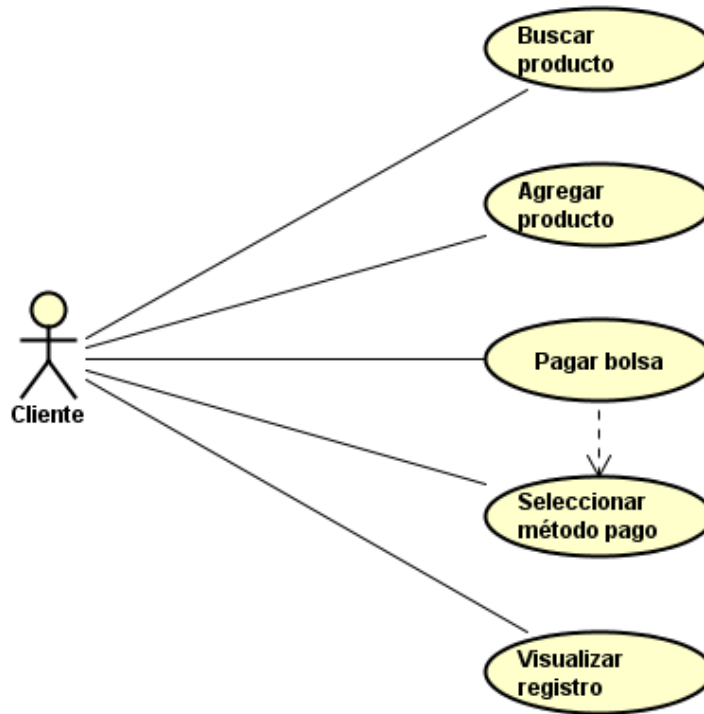 Buscar
producto
Agregar
producto
Pagar bolsa
Cliente
Seleccionar
método pago
Visualizar
registro